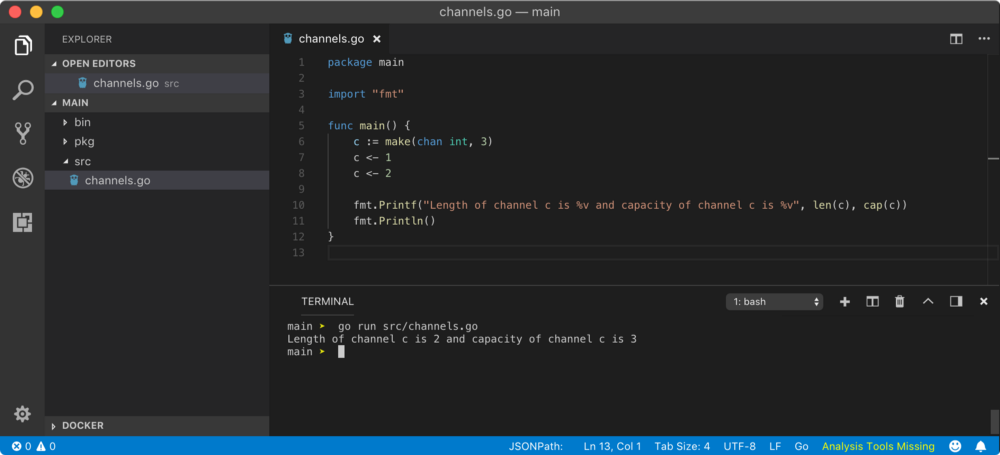 channels.go — main
EXPLORER
OPEN EDITORS
channels.go src
MAIN
bin
pkg
src
channels.go
DOCKER
channels.go
1 package main
2
3 import "fmt"
4
5 func main() {
6 c := make(chan int, 3)
7 c <- 1
8 c <- 2
9
10 fmt.Printf("Length of channel c is %v and capacity of channel c is %v", len(c), cap(c))
11 fmt.Println()
12 }
13
TERMINAL
1: bash
main ➤ go run src/channels.go
Length of channel c is 2 and capacity of channel c is 3
main ➤
0 0 JSONPath: Ln 13, Col 1 Tab Size: 4 UTF-8 LF Go Analysis Tools Missing